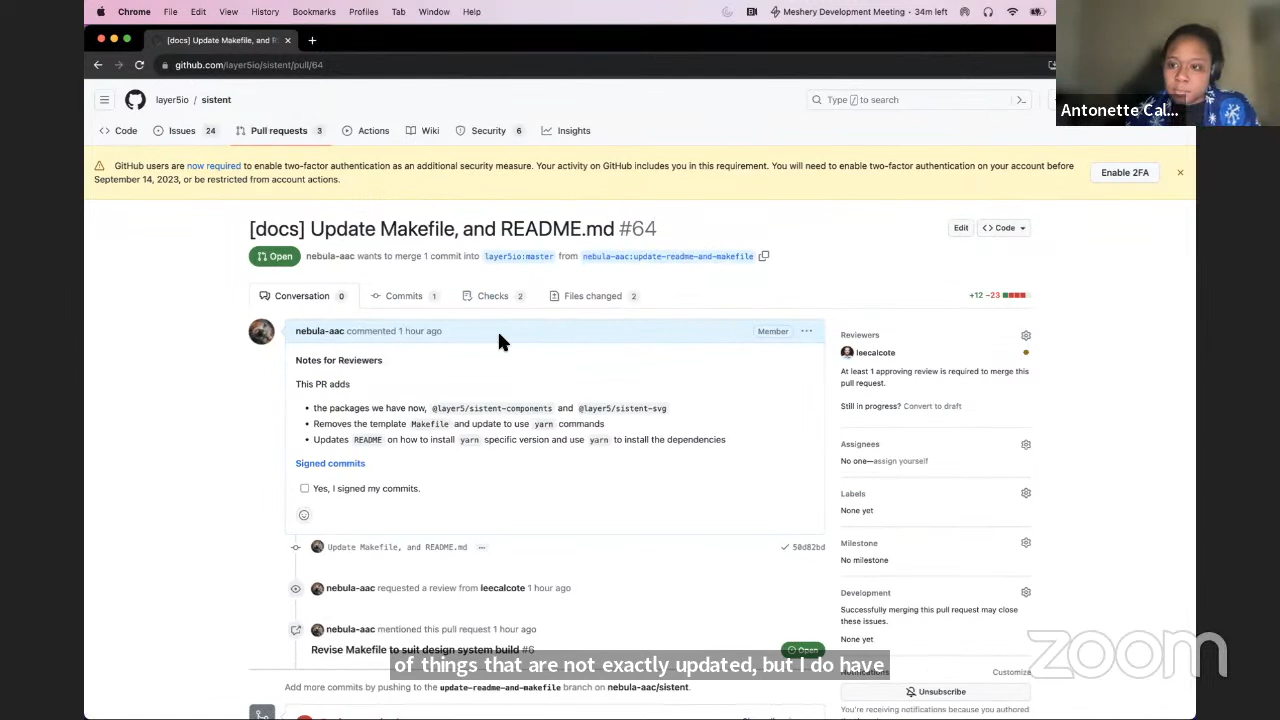 Chrome File Edit View History Bookmarks Profiles Tab Window Help Meshery Development Meeting • 34m left
[docs] Update Makefile, and R
github.com/layer5io/sistent/pull/64
Antonette Cal...
layer5io / sistent
Type / to search
Code Issues 24 Pull requests 3 Actions Wiki Security 6 Insights
GitHub users are now required to enable two-factor authentication as an additional security measure. Your activity on GitHub includes you in this requirement. You will need to enable two-factor authentication on your account before
September 14, 2023, or be restricted from account actions.
Enable 2FA
[docs] Update Makefile, and README.md #64
Edit <> Code
Open nebula-aac wants to merge 1 commit into layer5io:master from nebula-aac:update-readme-and-makefile
Conversation 0 Commits 1 Checks 2 Files changed 2
+12 −23
nebula-aac commented 1 hour ago
Member ...
Notes for Reviewers
This PR adds
• the packages we have now, @layer5/sistent-components and @layer5/sistent-svg
• Removes the template Makefile and update to use yarn commands
• Updates README on how to install yarn specific version and use yarn to install the dependencies
Signed commits
Yes, I signed my commits.
Update Makefile, and README.md ... 50d82bd
nebula-aac requested a review from leecalcote 1 hour ago
nebula-aac mentioned this pull request 1 hour ago
Revise Makefile to suit design system build #6
Open
of things that are not exactly updated, but I do have
Add more commits by pushing to the update-readme-and-makefile branch on nebula-aac/sistent.
Reviewers
leecalcote
At least 1 approving review is required to merge this
pull request.
Still in progress? Convert to draft
Assignees
No one—assign yourself
Labels
None yet
Milestone
No milestone
Development
Successfully merging this pull request may close
these issues.
None yet
Notifications Customize
Unsubscribe
You're receiving notifications because you authored
zoom